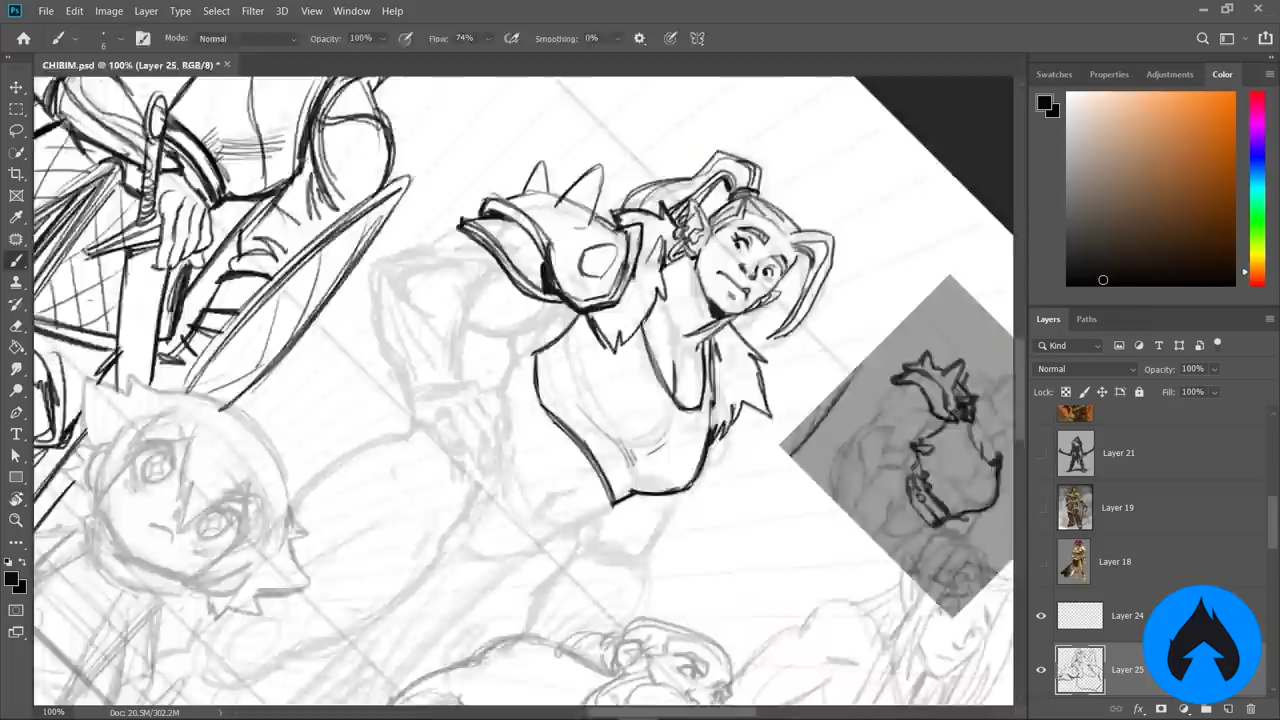 Ps File Edit Image Layer Type Select Filter 3D View Window Help
6 Mode: Normal Opacity: 100% Flow: 74% Smoothing: 0%
CHIBIM.psd @ 100% (Layer 25, RGB/8) *
Swatches Properties Adjustments Color
Layers Paths
Kind
Normal Opacity: 100%
Lock: Fill: 100%
Layer 21
Layer 19
Layer 18
Layer 24
Layer 25
100% Doc: 20.5M/302.2M